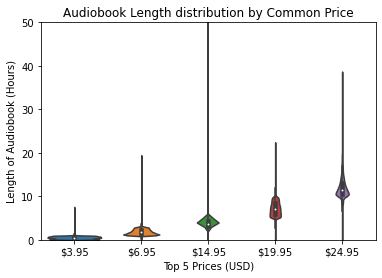 Audiobook Length distribution by Common Price
Length of Audiobook (Hours)
50
40
30
20
10
0
$3.95 $6.95 $14.95 $19.95 $24.95
Top 5 Prices (USD)